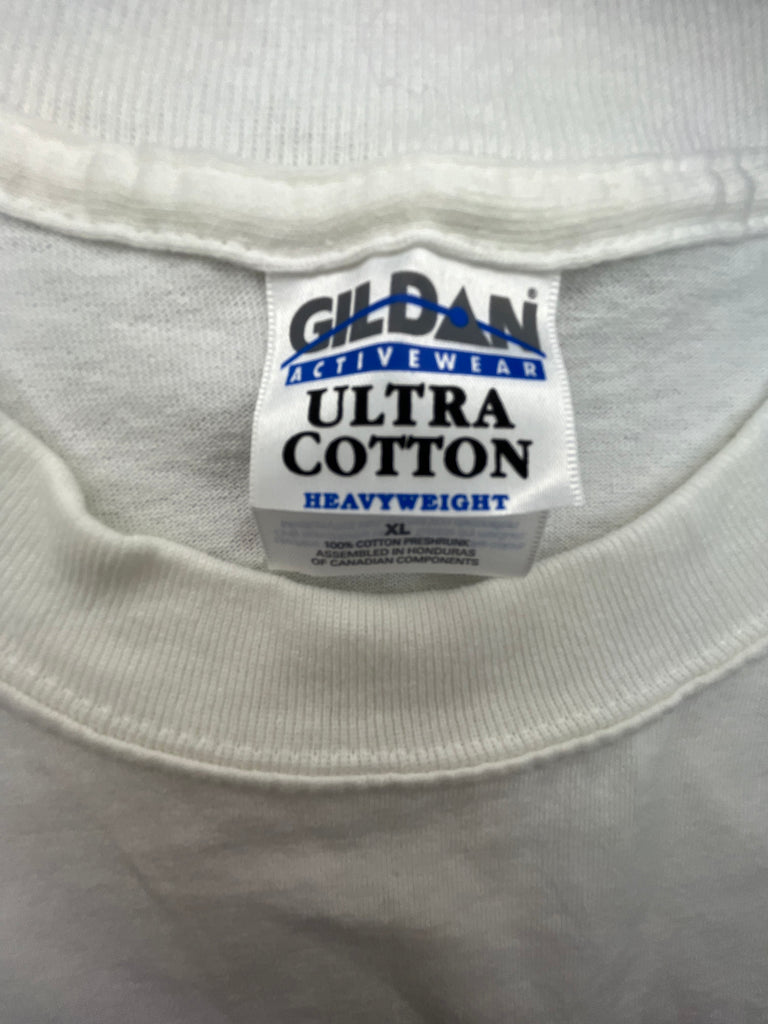 GILDAN®
ACTIVEWEAR
ULTRA
COTTON
HEAVYWEIGHT
XL
100% COTTON PRESHRUNK
ASSEMBLED IN HONDURAS
OF CANADIAN COMPONENTS